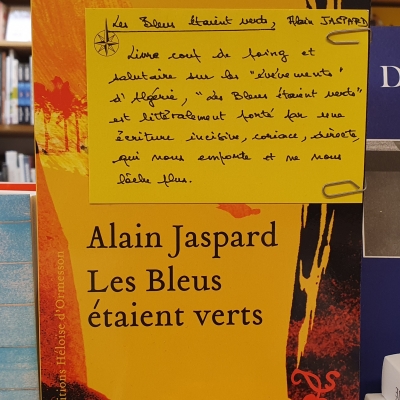 Les Bleus étaient verts, Alain JASPARD
Livre coup de poing et
salutaire sur les "évévements"
d'Algérie, "Les Bleus étaient verts"
est littéralement porté par une
écriture incisive, coriace, directe,
qui nous emporte et ne nous
lâche plus.
Alain Jaspard
Les Bleus
étaient verts
ditions Héloïse d'Ormesson
D